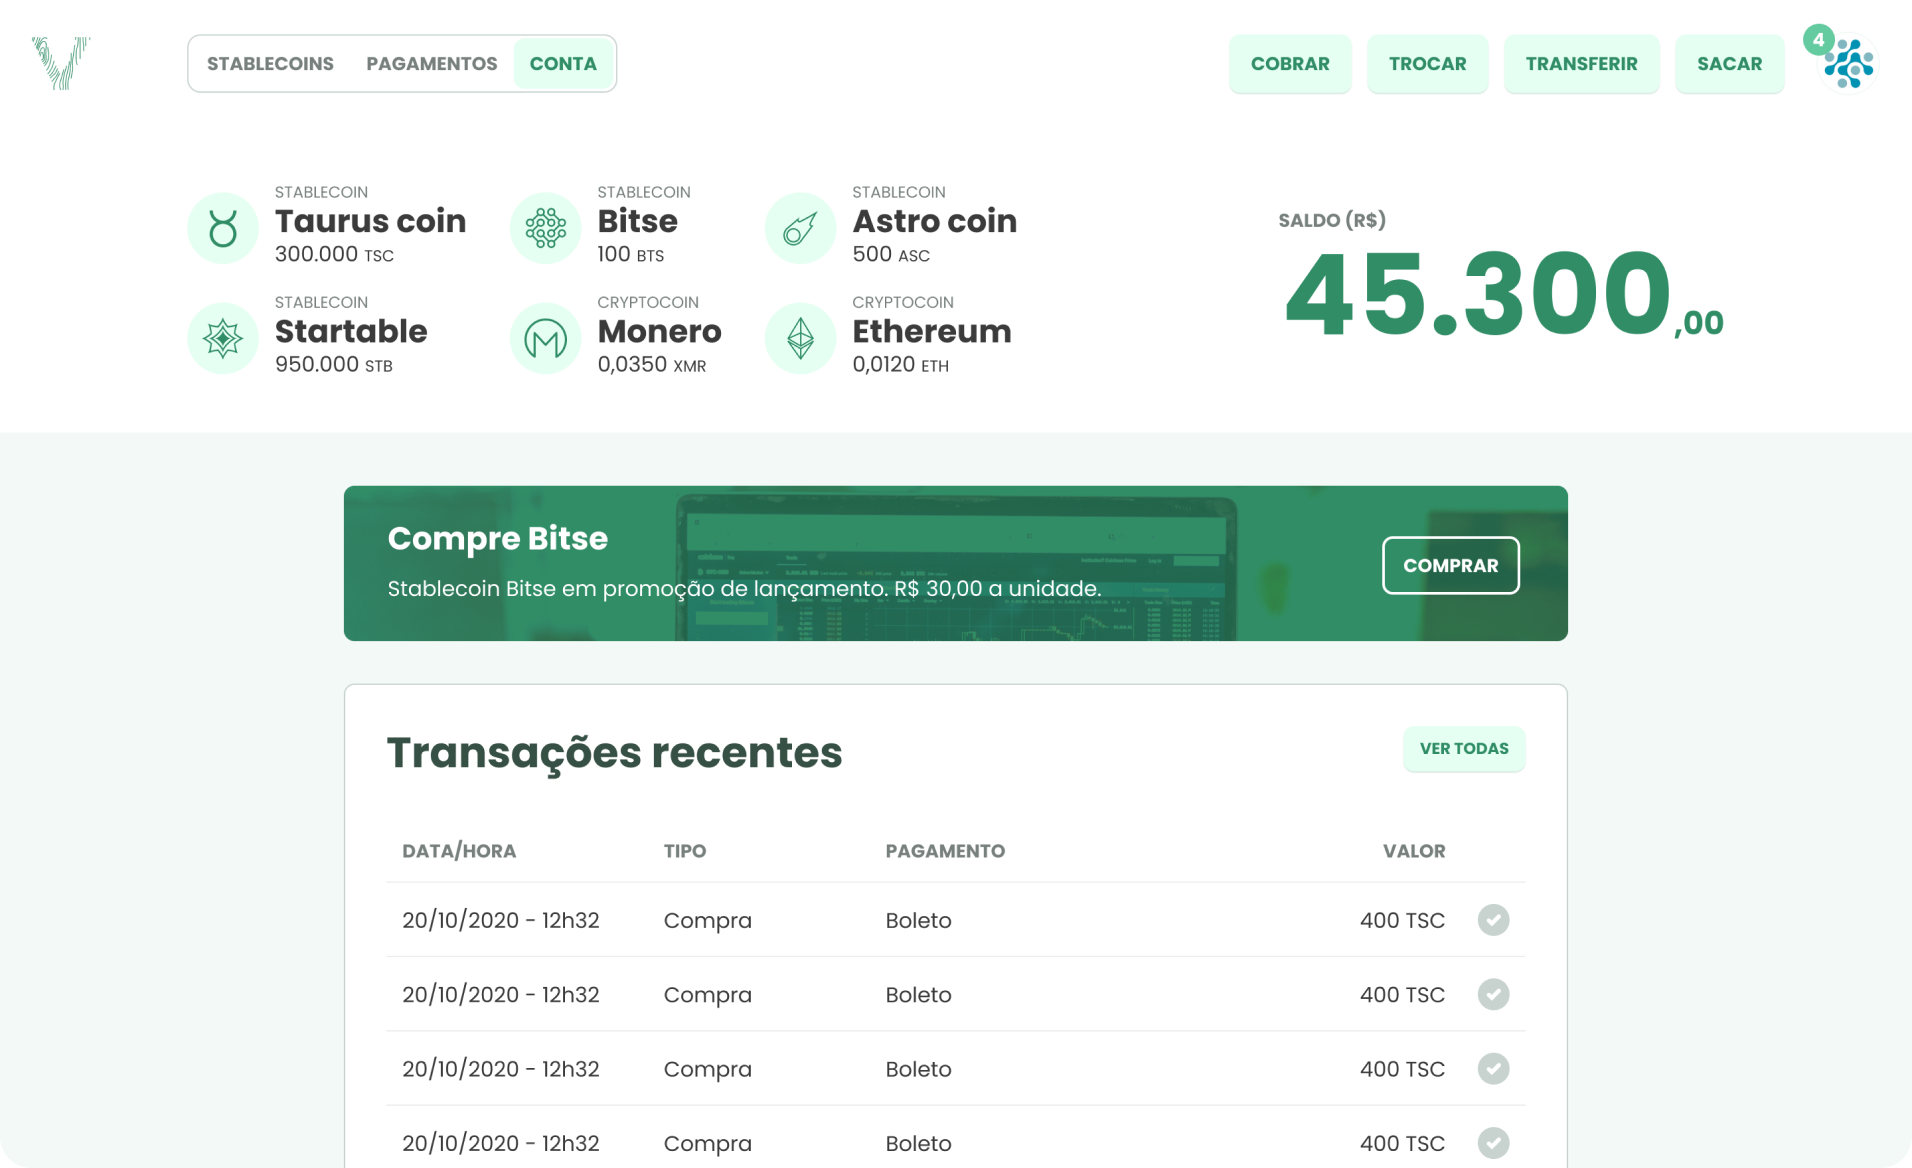 STABLECOINS PAGAMENTOS CONTA
COBRAR TROCAR TRANSFERIR SACAR
4
STABLECOIN
Taurus coin
300.000 TSC
STABLECOIN
Bitse
100 BTS
STABLECOIN
Astro coin
500 ASC
STABLECOIN
Startable
950.000 STB
CRYPTOCOIN
Monero
0,0350 XMR
CRYPTOCOIN
Ethereum
0,0120 ETH
SALDO (R$)
45.300,00
Compre Bitse
Stablecoin Bitse em promoção de lançamento. R$ 30,00 a unidade.
COMPRAR
Transações recentes
VER TODAS
DATA/HORA TIPO PAGAMENTO VALOR
20/10/2020 - 12h32 Compra Boleto 400 TSC
20/10/2020 - 12h32 Compra Boleto 400 TSC
20/10/2020 - 12h32 Compra Boleto 400 TSC
20/10/2020 - 12h32 Compra Boleto 400 TSC